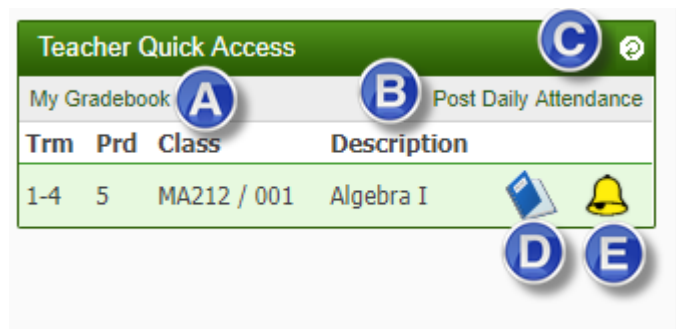 Teacher Quick Access C
My Gradebook A B Post Daily Attendance
Trm Prd Class Description
1-4 5 MA212 / 001 Algebra I
D E